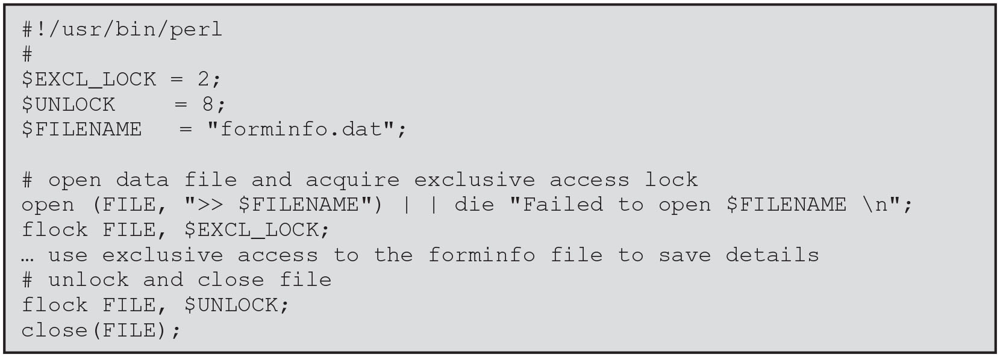 #!/usr/bin/perl
#
$EXCL_LOCK = 2;
$UNLOCK    = 8;
$FILENAME   = "forminfo.dat";

# open data file and acquire exclusive access lock
open (FILE, ">> $FILENAME") | | die "Failed to open $FILENAME \n";
flock FILE, $EXCL_LOCK;
… use exclusive access to the forminfo file to save details
# unlock and close file
flock FILE, $UNLOCK;
close(FILE);